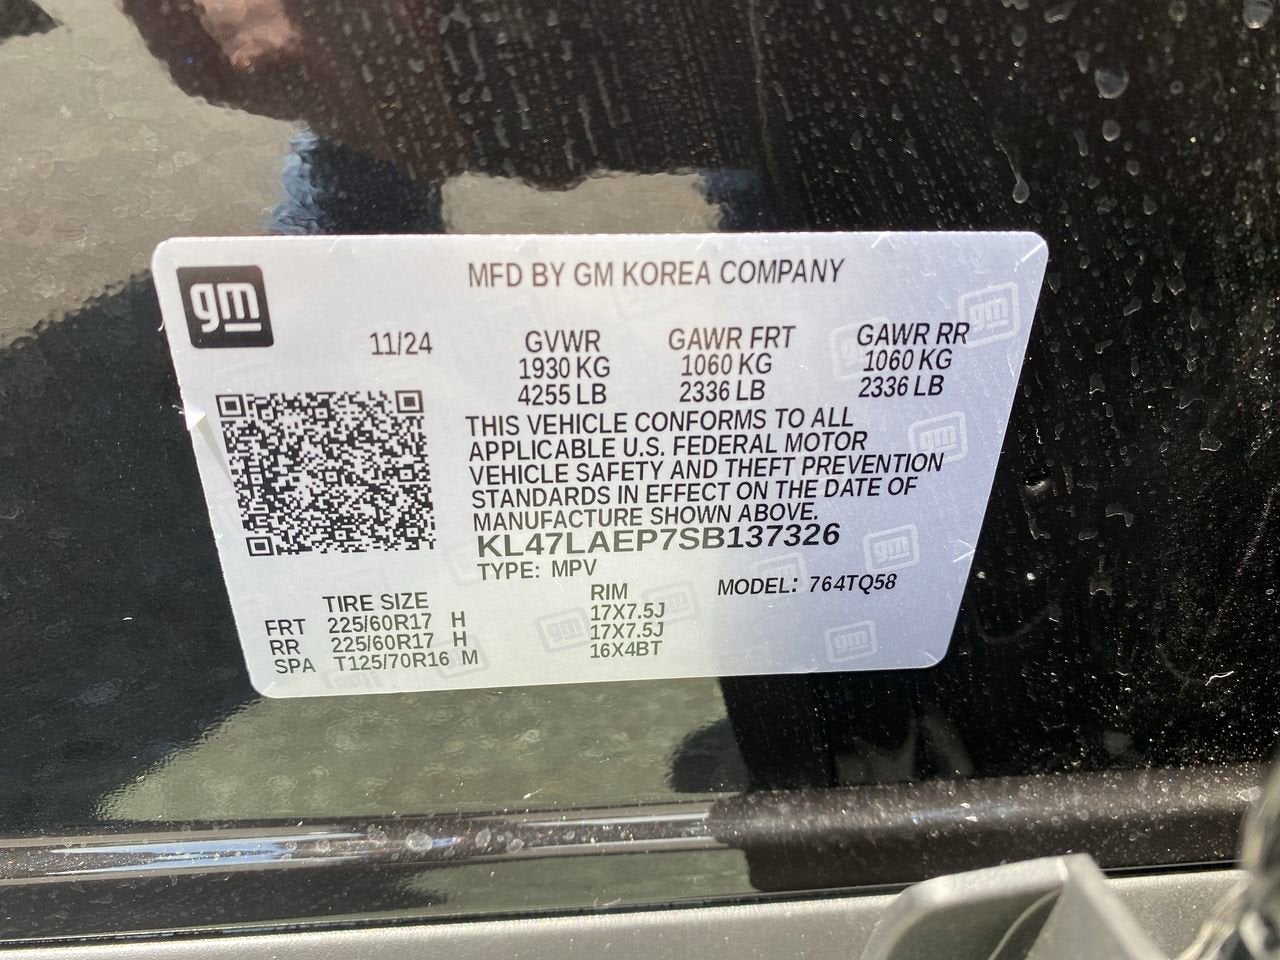 gm
MFD BY GM KOREA COMPANY
11/24 GVWR GAWR FRT GAWR RR
1930 KG 1060 KG 1060 KG
4255 LB 2336 LB 2336 LB
THIS VEHICLE CONFORMS TO ALL
APPLICABLE U.S. FEDERAL MOTOR
VEHICLE SAFETY AND THEFT PREVENTION
STANDARDS IN EFFECT ON THE DATE OF
MANUFACTURE SHOWN ABOVE.
KL47LAEP7SB137326
TYPE: MPV MODEL: 764TQ58
TIRE SIZE RIM
FRT 225/60R17 H 17X7.5J
RR 225/60R17 H 17X7.5J
SPA T125/70R16 M 16X4BT